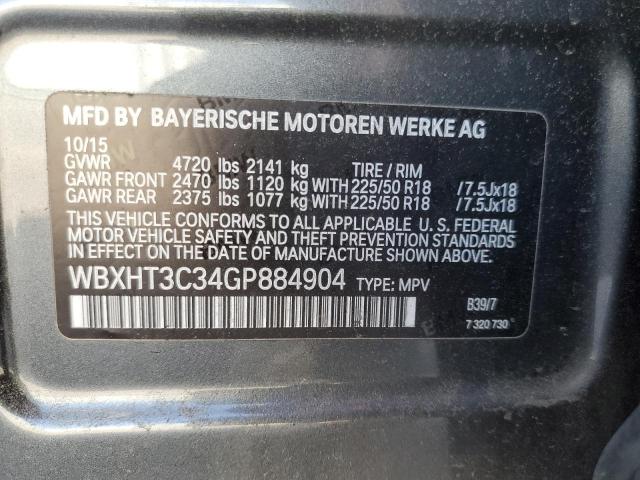 MFD BY BAYERISCHE MOTOREN WERKE AG
10/15
GVWR 4720 lbs 2141 kg TIRE / RIM
GAWR FRONT 2470 lbs 1120 kg WITH 225/50 R18 /7.5Jx18
GAWR REAR 2375 lbs 1077 kg WITH 225/50 R18 /7.5Jx18
THIS VEHICLE CONFORMS TO ALL APPLICABLE U. S. FEDERAL
MOTOR VEHICLE SAFETY AND THEFT PREVENTION STANDARDS
IN EFFECT ON THE DATE OF MANUFACTURE SHOWN ABOVE.
WBXHT3C34GP884904 TYPE: MPV
B39/7
7 320 730